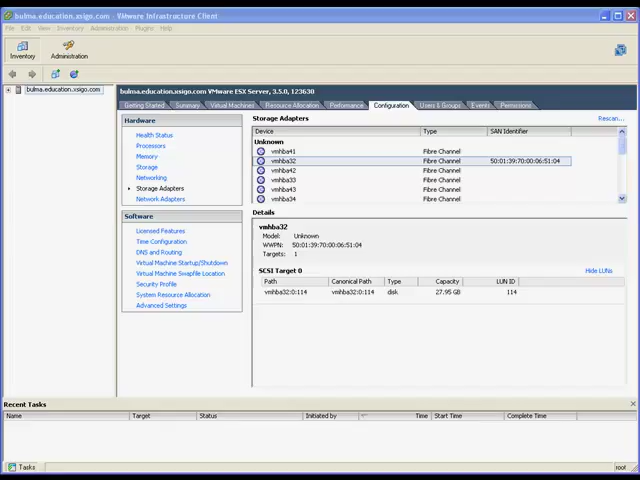 bulma.education.xsigo.com - VMware Infrastructure Client
File Edit View Inventory Administration Plugins Help
Inventory Administration
bulma.education.xsigo.com
bulma.education.xsigo.com VMware ESX Server, 3.5.0, 123630
Getting Started Summary Virtual Machines Resource Allocation Performance Configuration Users & Groups Events Permissions
Hardware
Health Status
Processors
Memory
Storage
Networking
Storage Adapters
Network Adapters
Software
Licensed Features
Time Configuration
DNS and Routing
Virtual Machine Startup/Shutdown
Virtual Machine Swapfile Location
Security Profile
System Resource Allocation
Advanced Settings
Storage Adapters Rescan...
Device Type SAN Identifier
Unknown
vmhba41 Fibre Channel
vmhba32 Fibre Channel 50:01:39:70:00:06:51:04
vmhba42 Fibre Channel
vmhba33 Fibre Channel
vmhba43 Fibre Channel
vmhba34 Fibre Channel
Details
vmhba32
Model: Unknown
WWPN: 50:01:39:70:00:06:51:04
Targets: 1
SCSI Target 0 Hide LUNs
Path Canonical Path Type Capacity LUN ID
vmhba32:0:114 vmhba32:0:114 disk 27.95 GB 114
Recent Tasks
Name Target Status Initiated by Time Start Time Complete Time
Tasks root